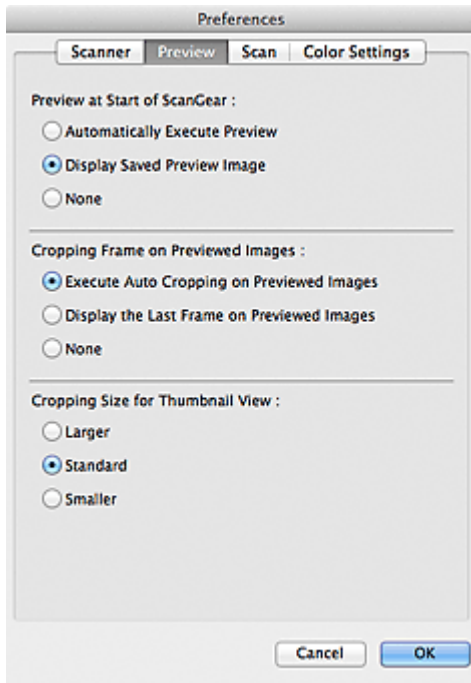 Preferences
Scanner Preview Scan Color Settings
Preview at Start of ScanGear :
Automatically Execute Preview
Display Saved Preview Image
None
Cropping Frame on Previewed Images :
Execute Auto Cropping on Previewed Images
Display the Last Frame on Previewed Images
None
Cropping Size for Thumbnail View :
Larger
Standard
Smaller
Cancel OK